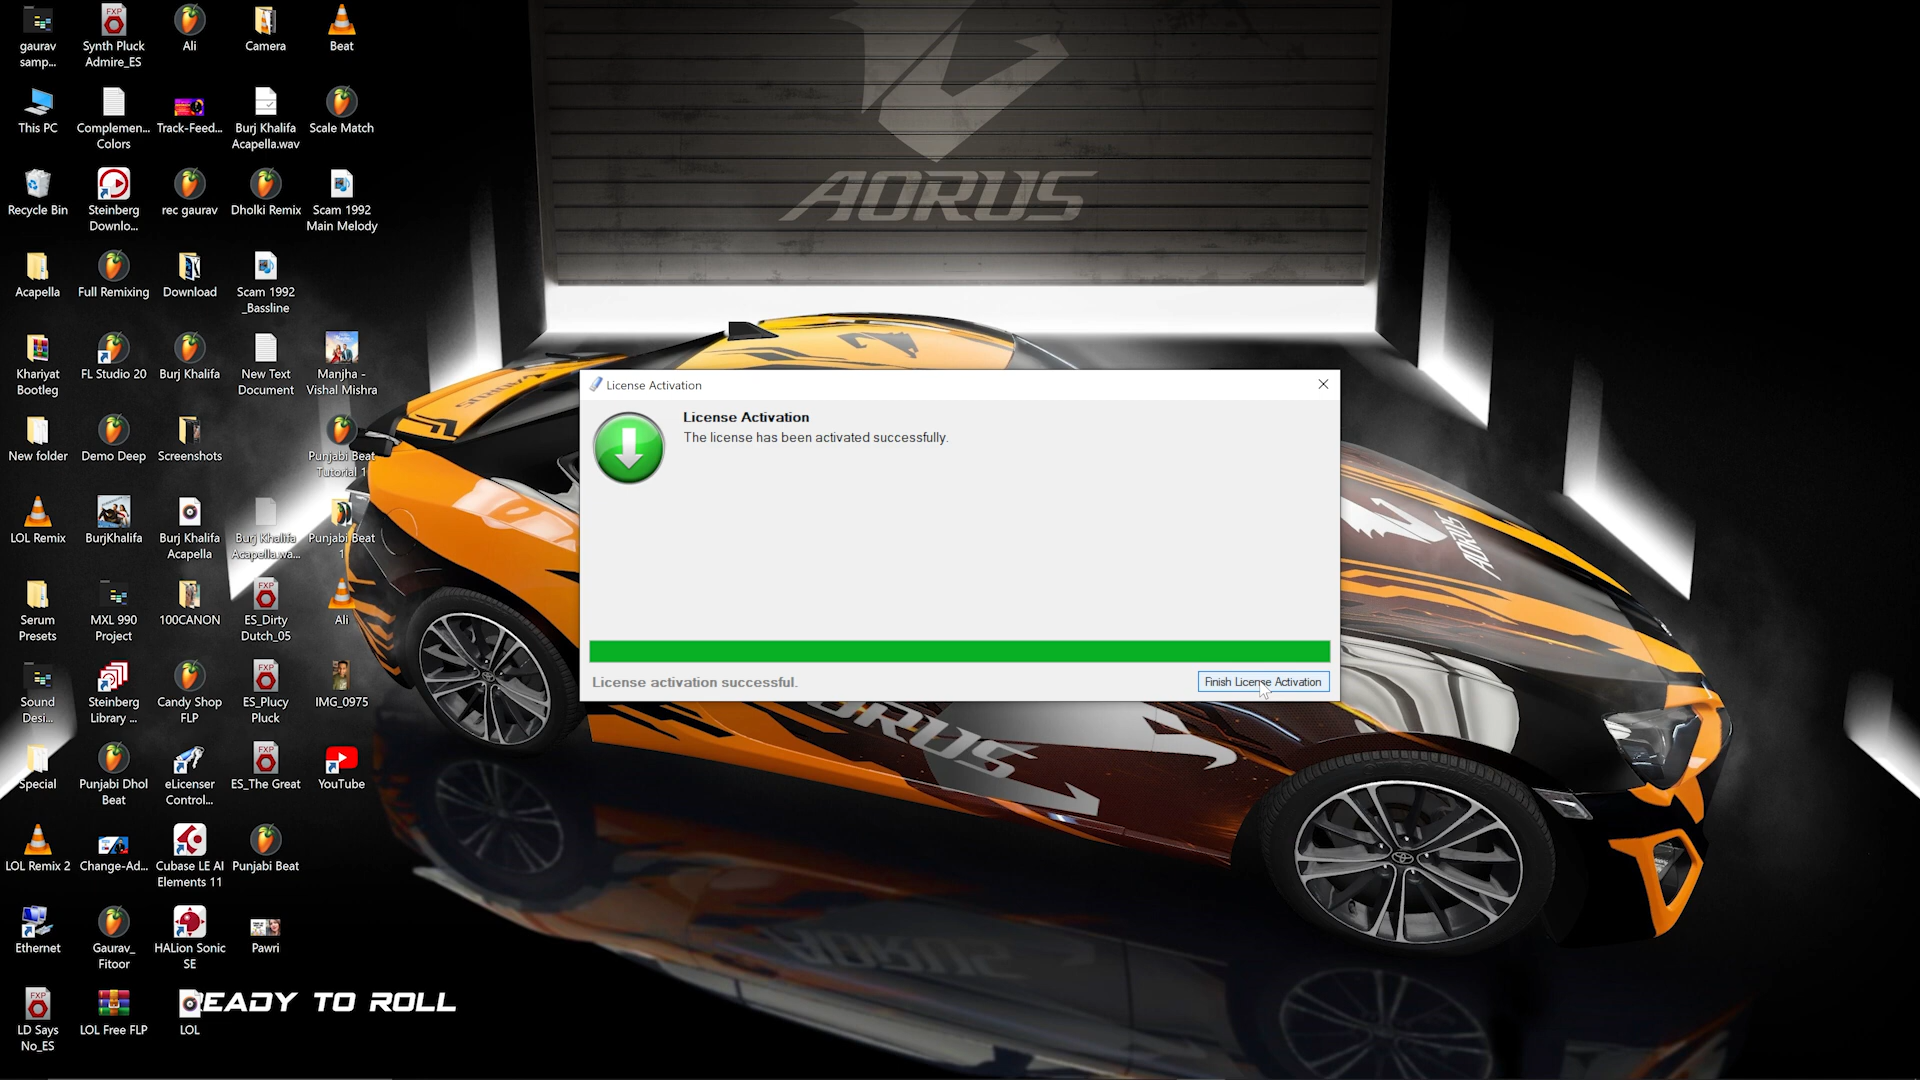 gaurav
samp...
Synth Pluck
Admire_ES
Ali
Camera
Beat
This PC
Complemen...
Colors
Track-Feed...
Burj Khalifa
Acapella.wav
Scale Match
Recycle Bin
Steinberg
Downlo...
rec gaurav
Dholki Remix
Scam 1992
Main Melody
Acapella
Full Remixing
Download
Scam 1992
_Bassline
Khariyat
Bootleg
FL Studio 20
Burj Khalifa
New Text
Document
Manjha -
Vishal Mishra
New folder
Demo Deep
Screenshots
Punjabi Beat
Tutorial 1
LOL Remix
BurjKhalifa
Burj Khalifa
Acapella
Burj Khalifa
Acapella.wa...
Punjabi Beat
1
Serum
Presets
MXL 990
Project
100CANON
ES_Dirty
Dutch_05
Ali
Sound
Desi...
Steinberg
Library ...
Candy Shop
FLP
ES_Plucy
Pluck
IMG_0975
Special
Punjabi Dhol
Beat
eLicenser
Control...
ES_The Great
YouTube
LOL Remix 2
Change-Ad...
Cubase LE AI
Elements 11
Punjabi Beat
Ethernet
Gaurav_
Fitoor
HALion Sonic
SE
Pawri
LD Says
No_ES
LOL Free FLP
LOL
FXP
FXP
FXP
FXP
FXP
READY TO ROLL
AORUS
License Activation
License Activation
The license has been activated successfully.
License activation successful.
Finish License Activation
AORUS
AORUS